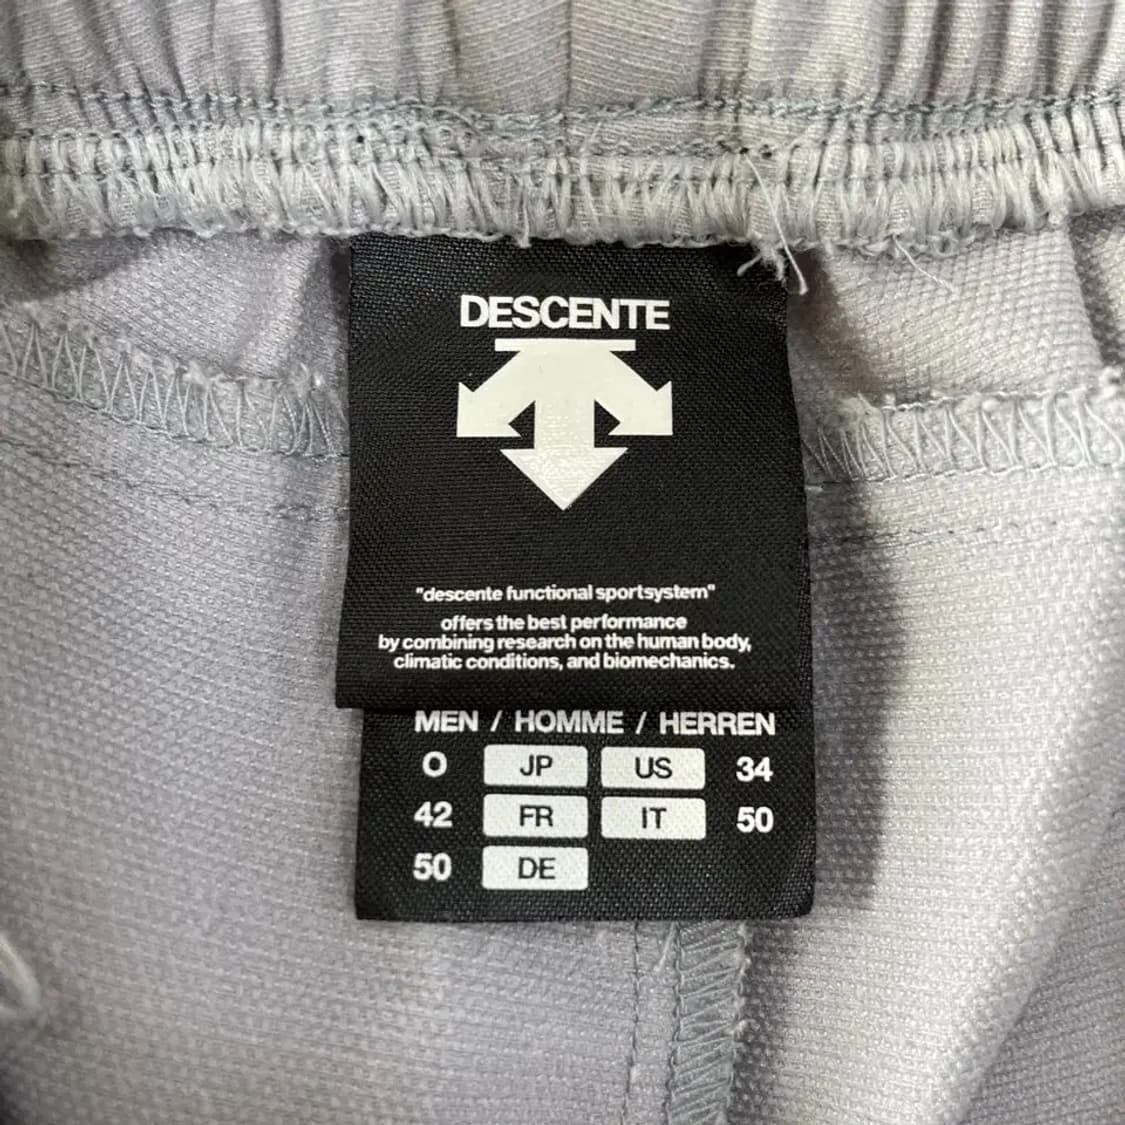 DESCENTE
"descente functional sportsystem"
offers the best performance
by combining research on the human body,
climatic conditions, and biomechanics.
MEN / HOMME / HERREN
O JP US 34
42 FR IT 50
50 DE